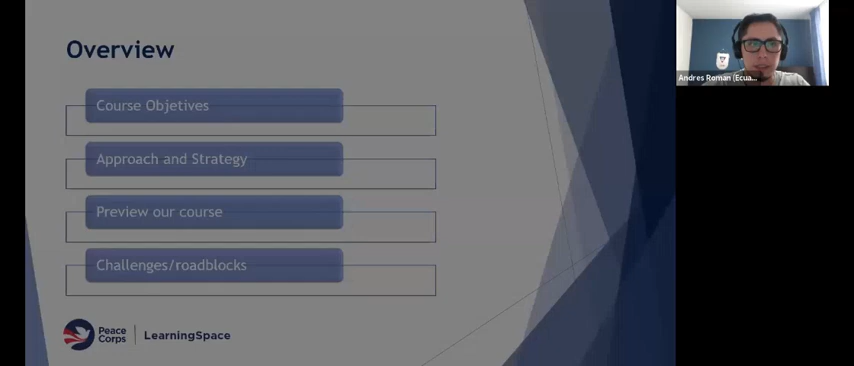 Overview
Course Objetives
Approach and Strategy
Preview our course
Challenges/roadblocks
Peace
Corps
LearningSpace
Andres Roman (Ecua...